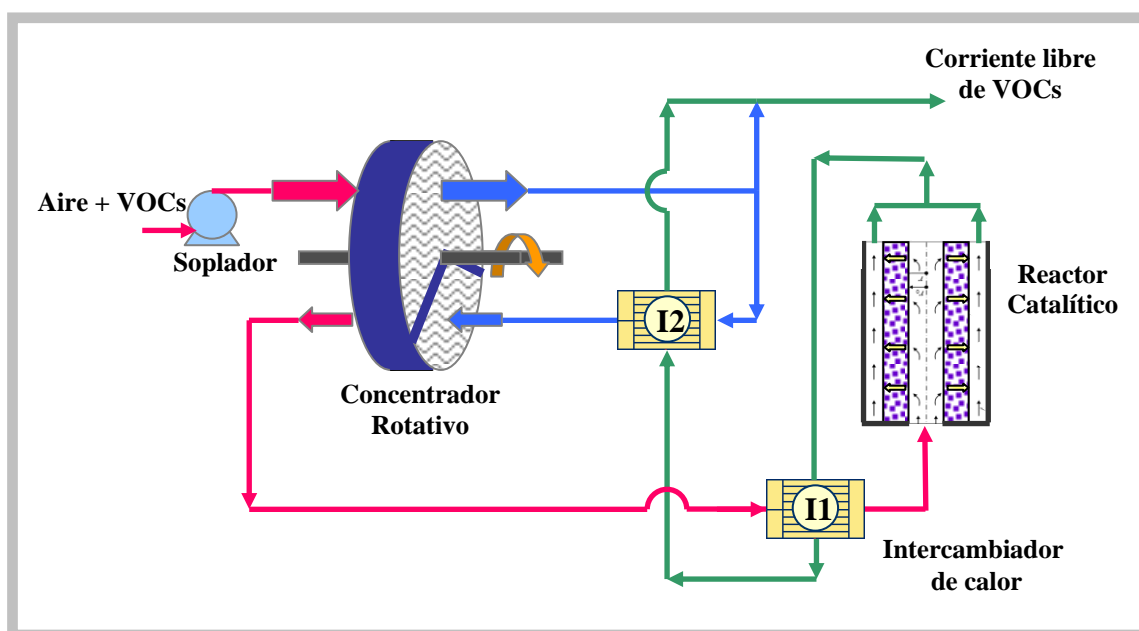 Corriente libre
de VOCs
Aire + VOCs
Soplador
Reactor
Catalítico
I2
Concentrador
Rotativo
I1
Intercambiador
de calor